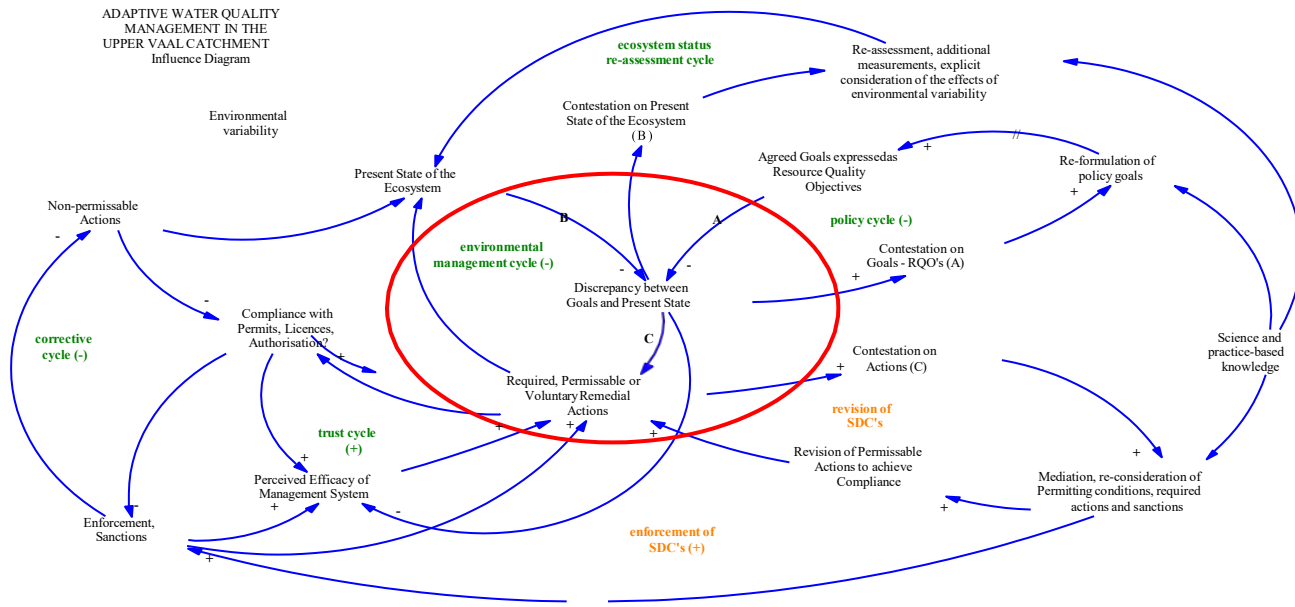 ADAPTIVE WATER QUALITY
MANAGEMENT IN THE
UPPER VAAL CATCHMENT
Influence Diagram
ecosystem status
re-assessment cycle
Re-assessment, additional
measurements, explicit
consideration of the effects of
environmental variability
Environmental
variability
Contestation on Present
State of the Ecosystem
(B)
//
+
Agreed Goals expressedas
Resource Quality
Objectives
Re-formulation of
policy goals
+
Present State of the
Ecosystem
Non-permissable
Actions
-
B
A
policy cycle (-)
environmental
management cycle (-)
Contestation on
Goals - RQO's (A)
+
-
-
Discrepancy between
Goals and Present State
-
Compliance with
Permits, Licences,
Authorisation?
+
corrective
cycle (-)
C
Contestation on
Actions (C)
+
Science and
practice-based
knowledge
Required, Permissable or
Voluntary Remedial
Actions
+
+
+
revision of
SDC's
trust cycle
(+)
+
Revision of Permissable
Actions to achieve
Compliance
+
Perceived Efficacy of
Management System
+
-
Mediation, re-consideration of
Permitting conditions, required
actions and sanctions
+
-
Enforcement,
Sanctions
+
enforcement of
SDC's (+)